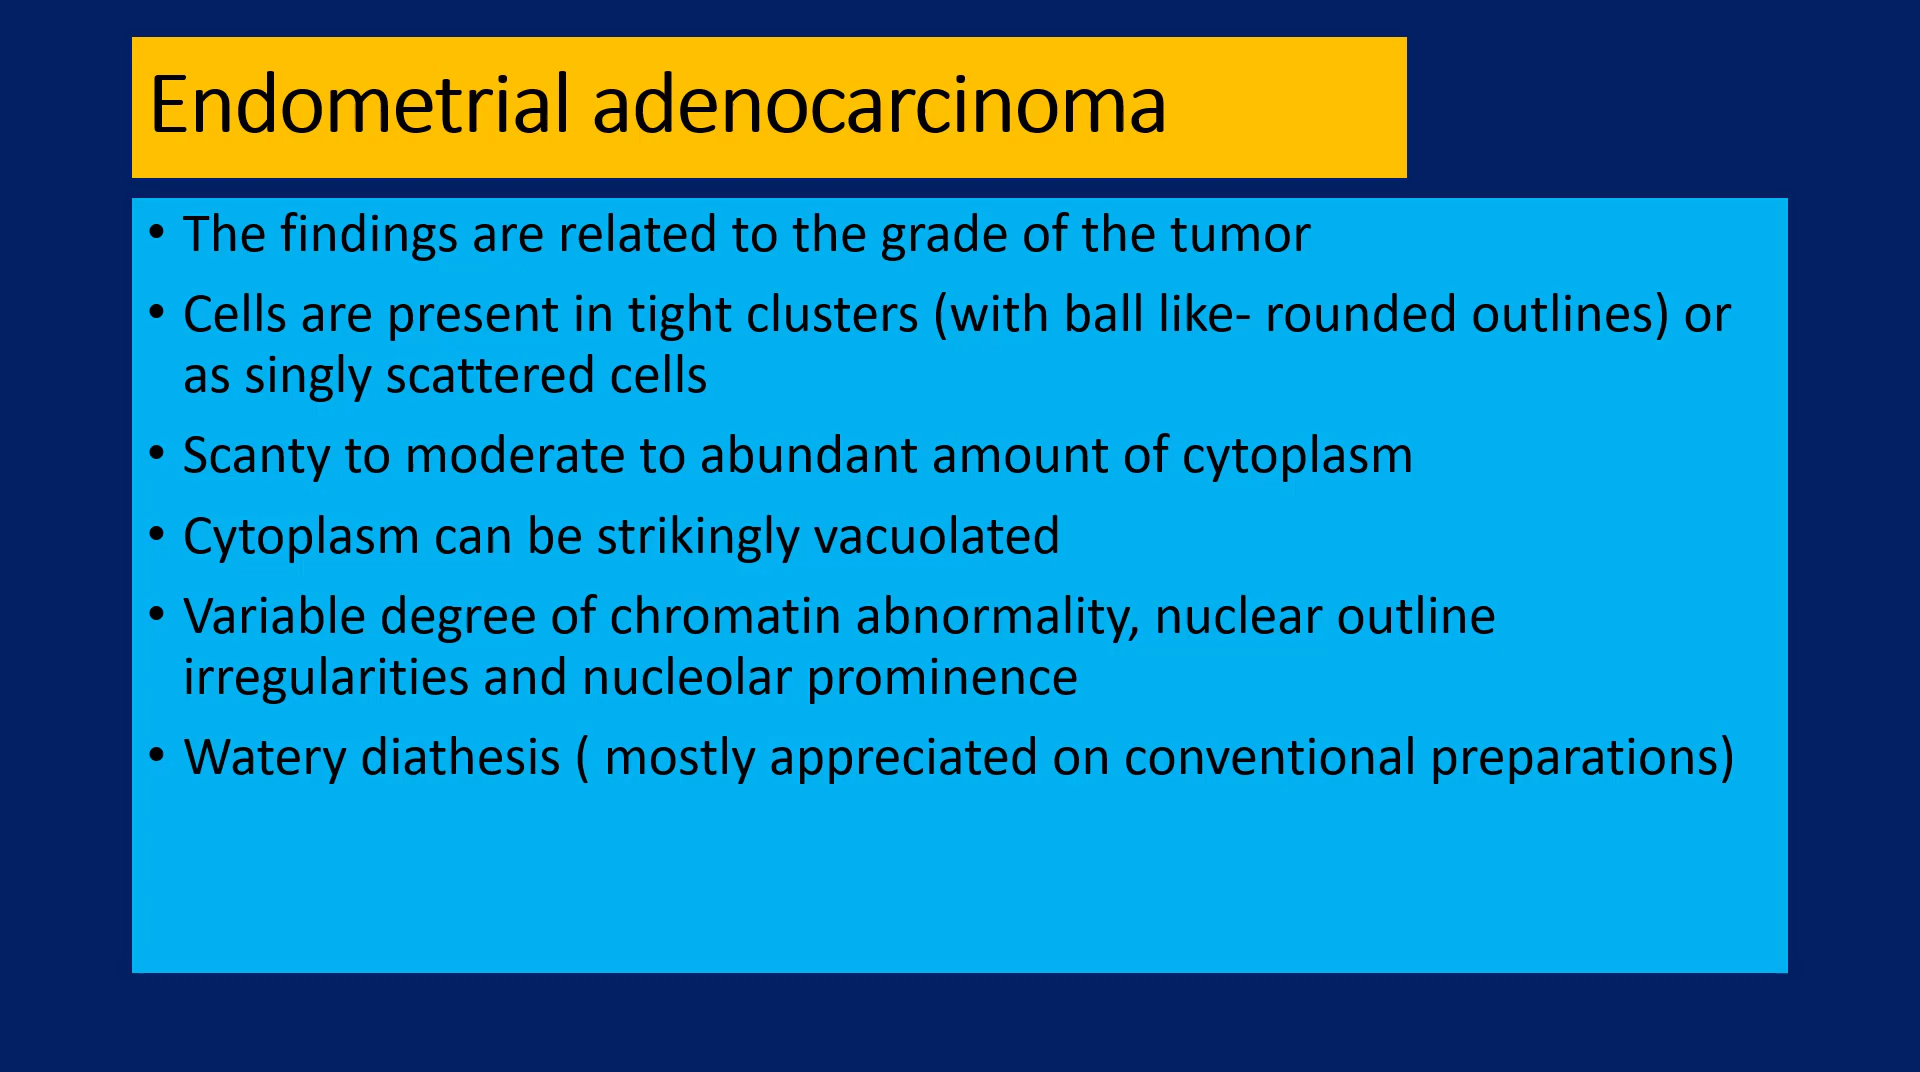 Endometrial adenocarcinoma
• The findings are related to the grade of the tumor
• Cells are present in tight clusters (with ball like- rounded outlines) or
as singly scattered cells
• Scanty to moderate to abundant amount of cytoplasm
• Cytoplasm can be strikingly vacuolated
• Variable degree of chromatin abnormality, nuclear outline
irregularities and nucleolar prominence
• Watery diathesis ( mostly appreciated on conventional preparations)